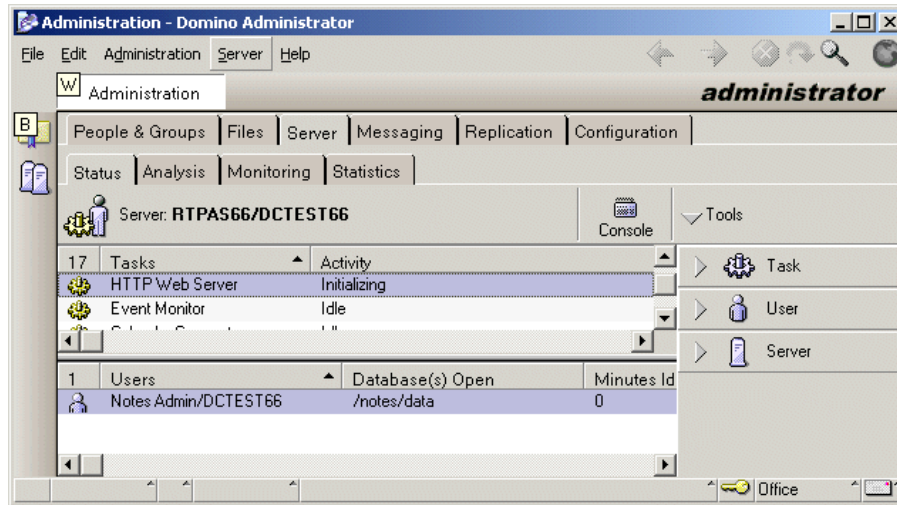 Administration - Domino Administrator
File Edit Administration Server Help
W Administration administrator
B
People & Groups Files Server Messaging Replication Configuration
Status Analysis Monitoring Statistics
Server: RTPAS66/DCTEST66 Console Tools
17 Tasks Activity
HTTP Web Server Initializing
Event Monitor Idle
Task
User
Server
1 Users Database(s) Open Minutes Id
Notes Admin/DCTEST66 /notes/data 0
Office